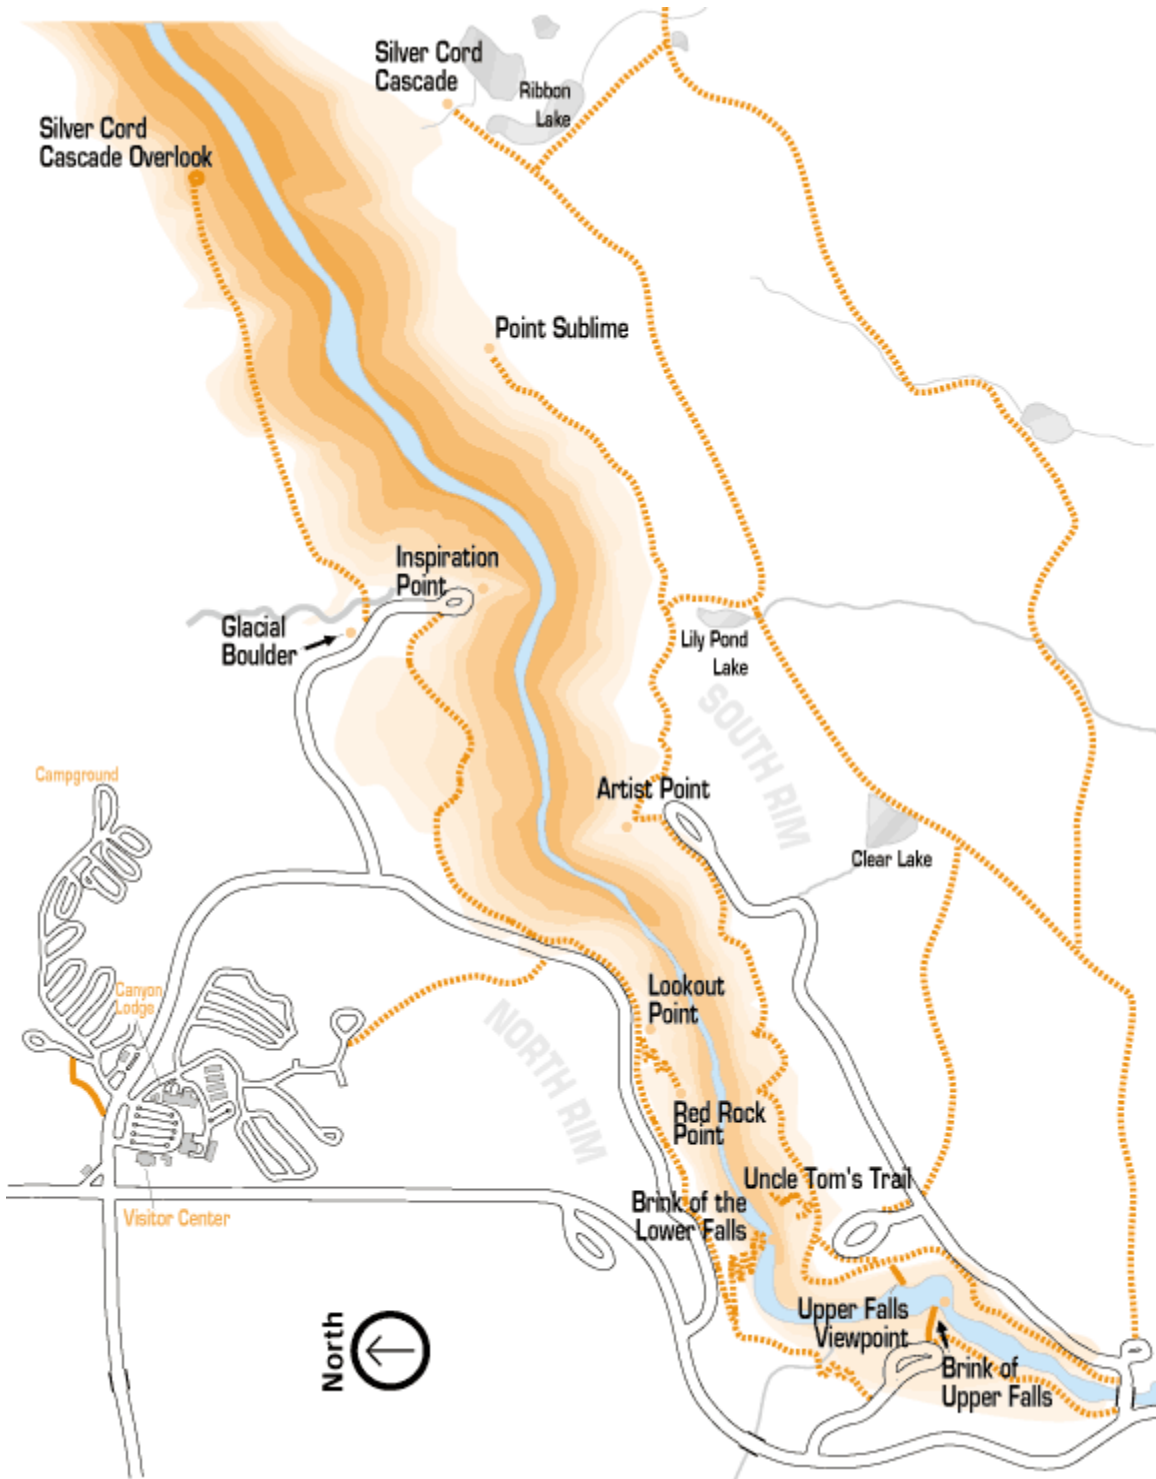 Silver Cord
Cascade
Ribbon
Lake
Silver Cord
Cascade Overlook
Point Sublime
Inspiration
Point
Glacial
Boulder
Lily Pond
Lake
SOUTH RIM
Campground
Artist Point
Clear Lake
Canyon
Lodge
Lookout
Point
NORTH RIM
Red Rock
Point
Uncle Tom's Trail
Brink of the
Lower Falls
Visitor Center
North
Upper Falls
Viewpoint
Brink of
Upper Falls